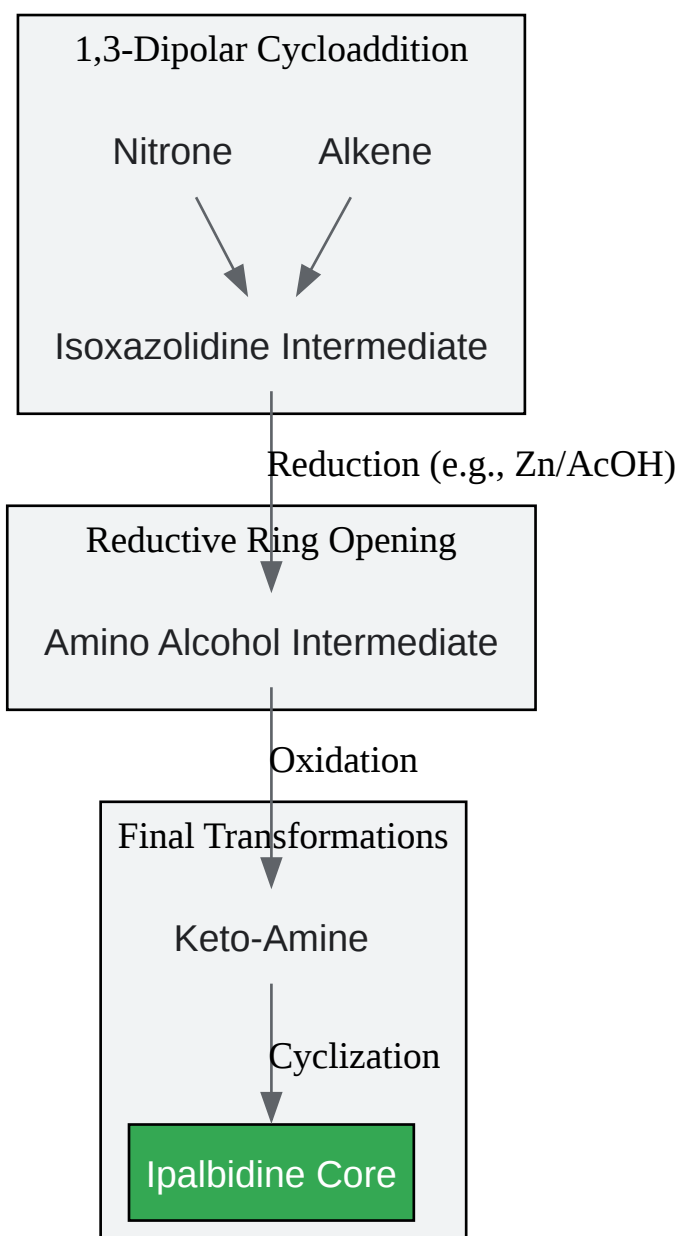 1,3-Dipolar Cycloaddition
Nitrone Alkene
Isoxazolidine Intermediate
Reduction (e.g., Zn/AcOH)
Reductive Ring Opening
Amino Alcohol Intermediate
Oxidation
Final Transformations
Keto-Amine
Cyclization
Ipalbidine Core